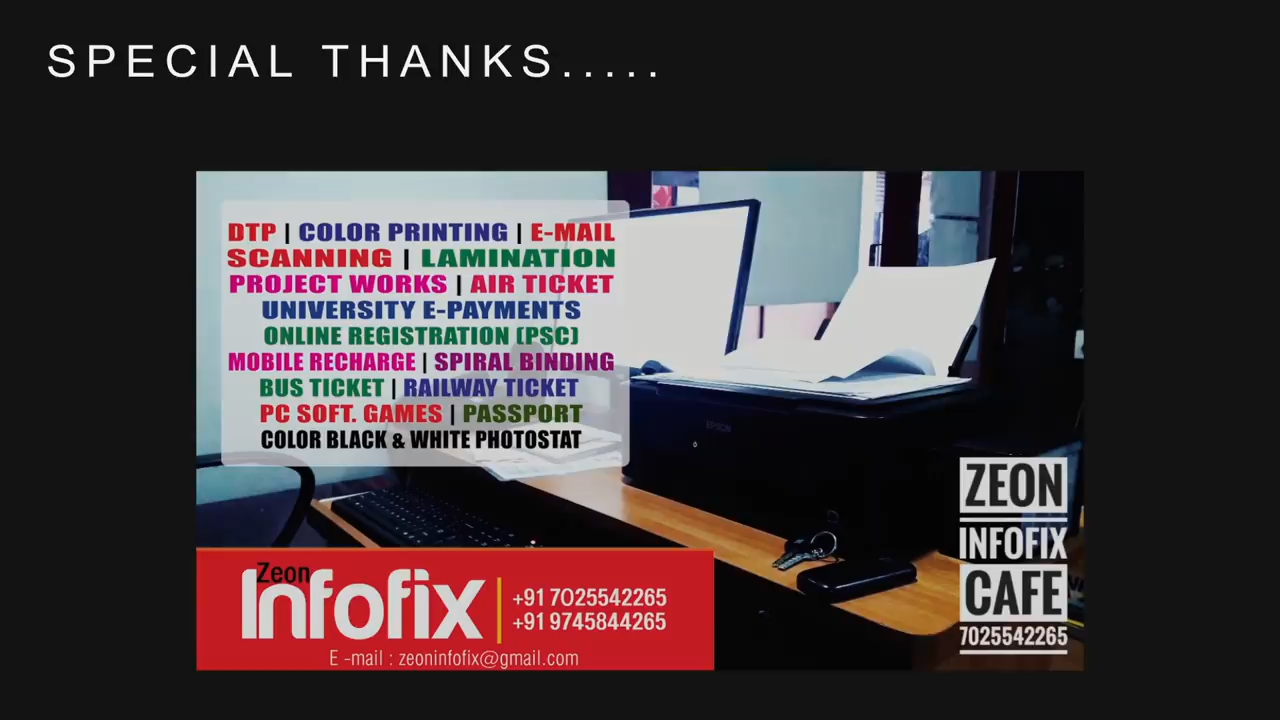 SPECIAL THANKS.....
DTP | COLOR PRINTING | E-MAIL
SCANNING | LAMINATION
PROJECT WORKS | AIR TICKET
UNIVERSITY E-PAYMENTS
ONLINE REGISTRATION (PSC)
MOBILE RECHARGE | SPIRAL BINDING
BUS TICKET | RAILWAY TICKET
PC SOFT. GAMES | PASSPORT
COLOR BLACK & WHITE PHOTOSTAT
EPSON
ZEON
INFOFIX
CAFE
7025542265
Zeon
Infofix
+91 7025542265
+91 9745844265
E -mail : zeoninfofix@gmail.com